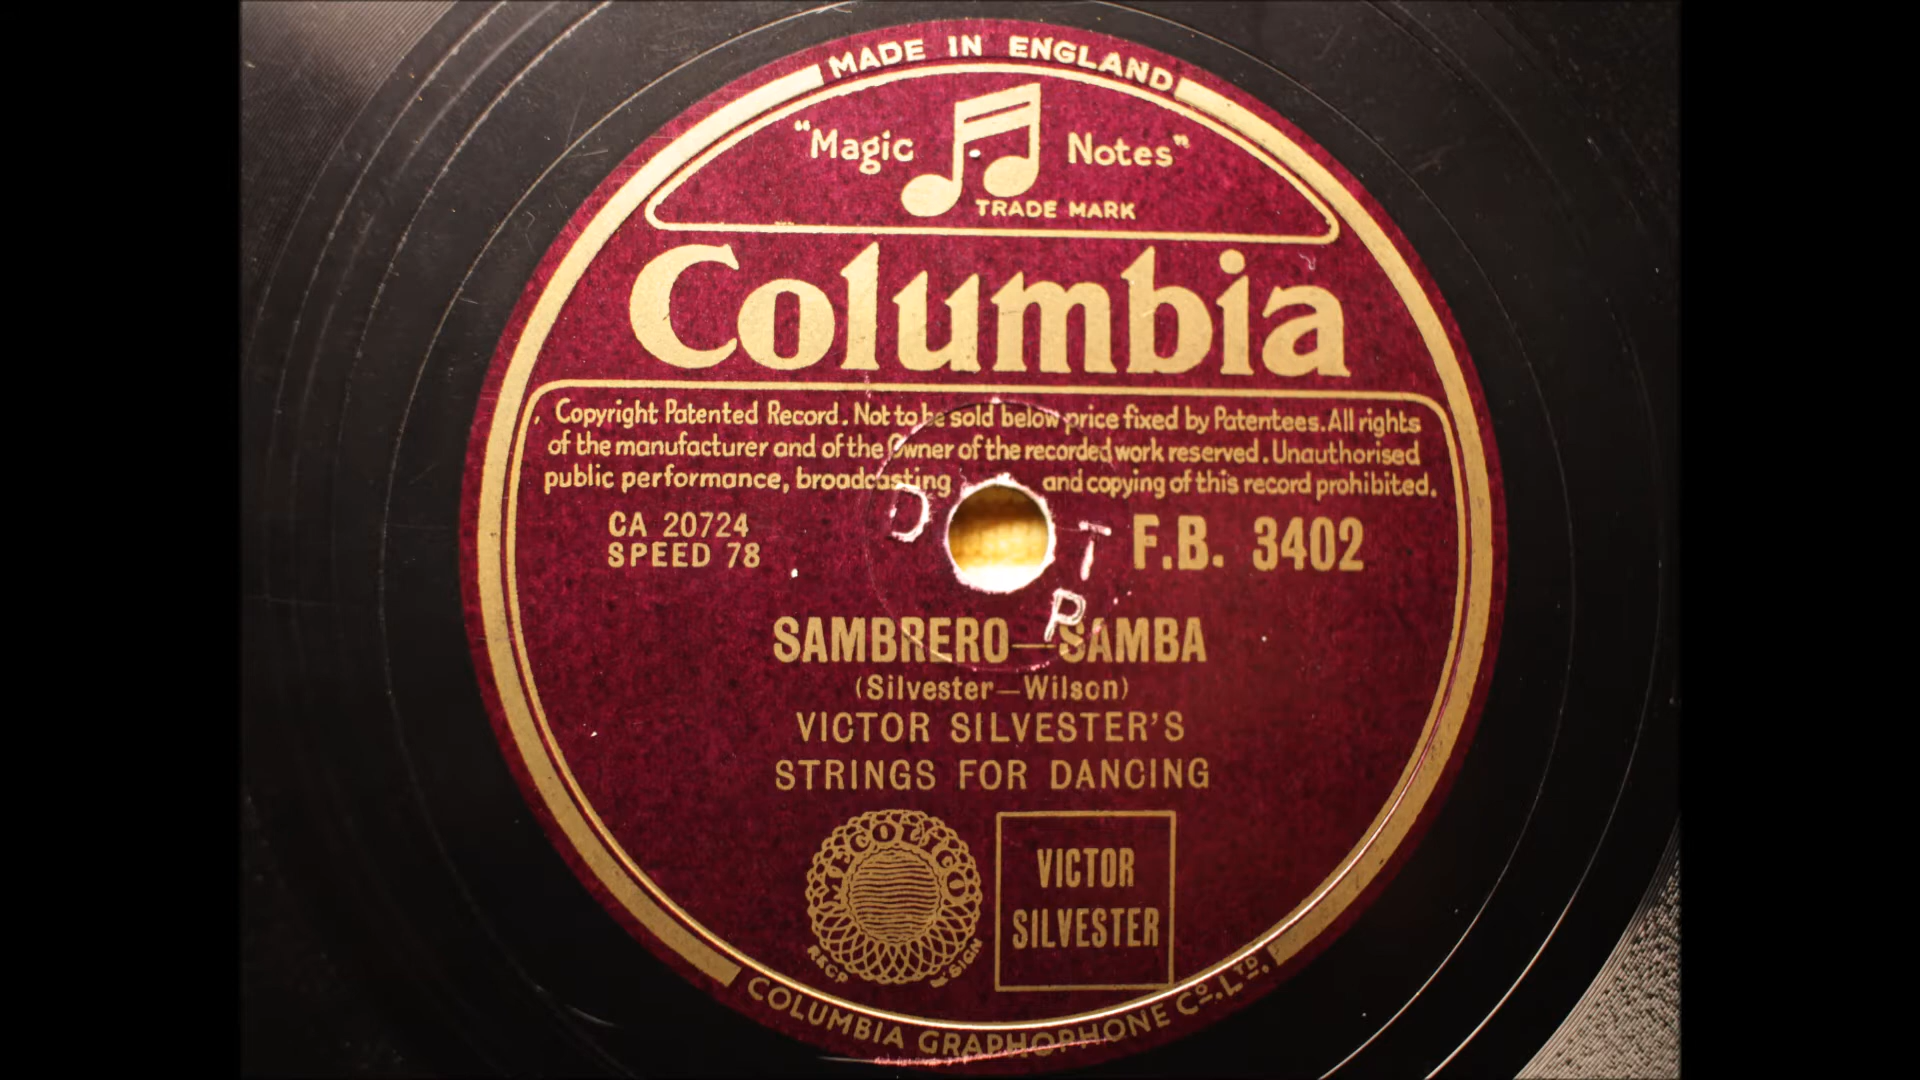 MADE IN ENGLAND
"Magic Notes"
TRADE MARK
Columbia
Copyright Patented Record. Not to be sold below price fixed by Patentees. All rights
of the manufacturer and of the Owner of the recorded work reserved. Unauthorised
public performance, broadcasting and copying of this record prohibited.
CA 20724
SPEED 78
F.B. 3402
D T
P
SAMBRERO—SAMBA
(Silvester—Wilson)
VICTOR SILVESTER'S
STRINGS FOR DANCING
VICTOR
SILVESTER
COLUMBIA GRAPHOPHONE Co., LTD.